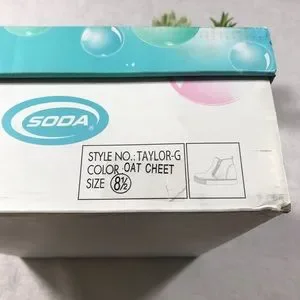 SODA®
STYLE NO.: TAYLOR-G
COLOR OAT CHEET
SIZE 8½